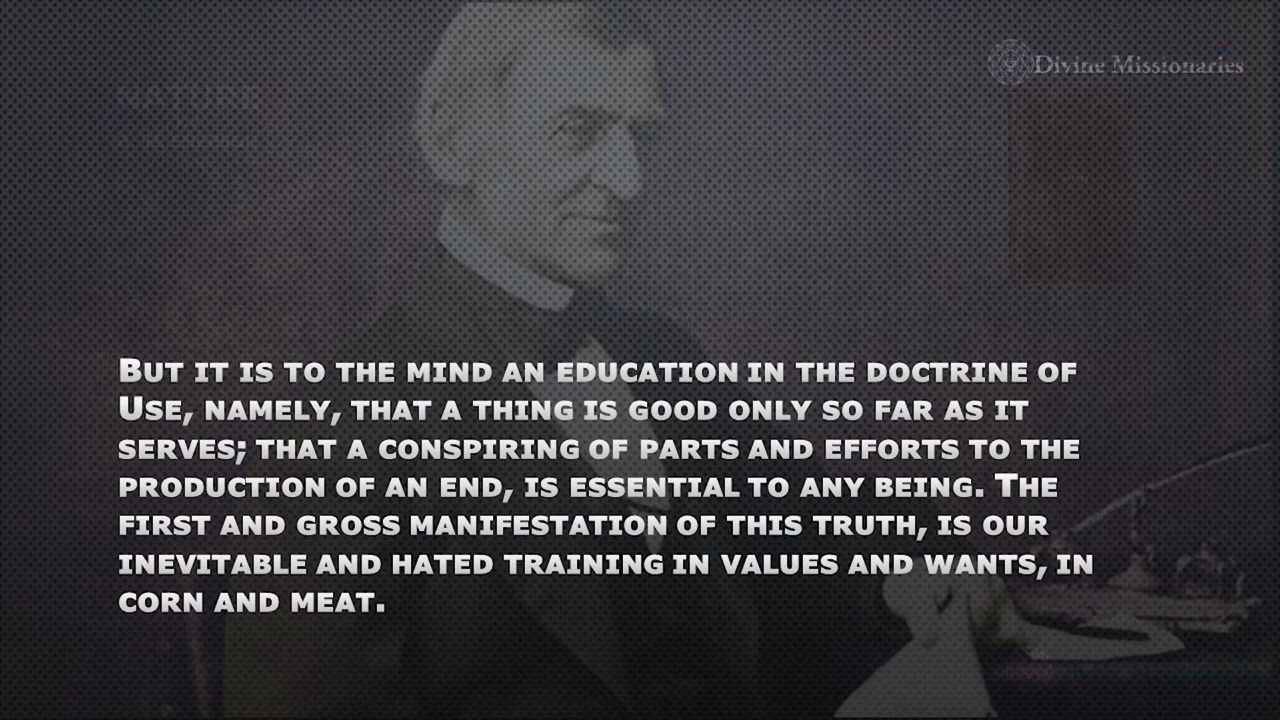 Divine Missionaries
But it is to the mind an education in the doctrine of
Use, namely, that a thing is good only so far as it
serves; that a conspiring of parts and efforts to the
production of an end, is essential to any being. The
first and gross manifestation of this truth, is our
inevitable and hated training in values and wants, in
corn and meat.